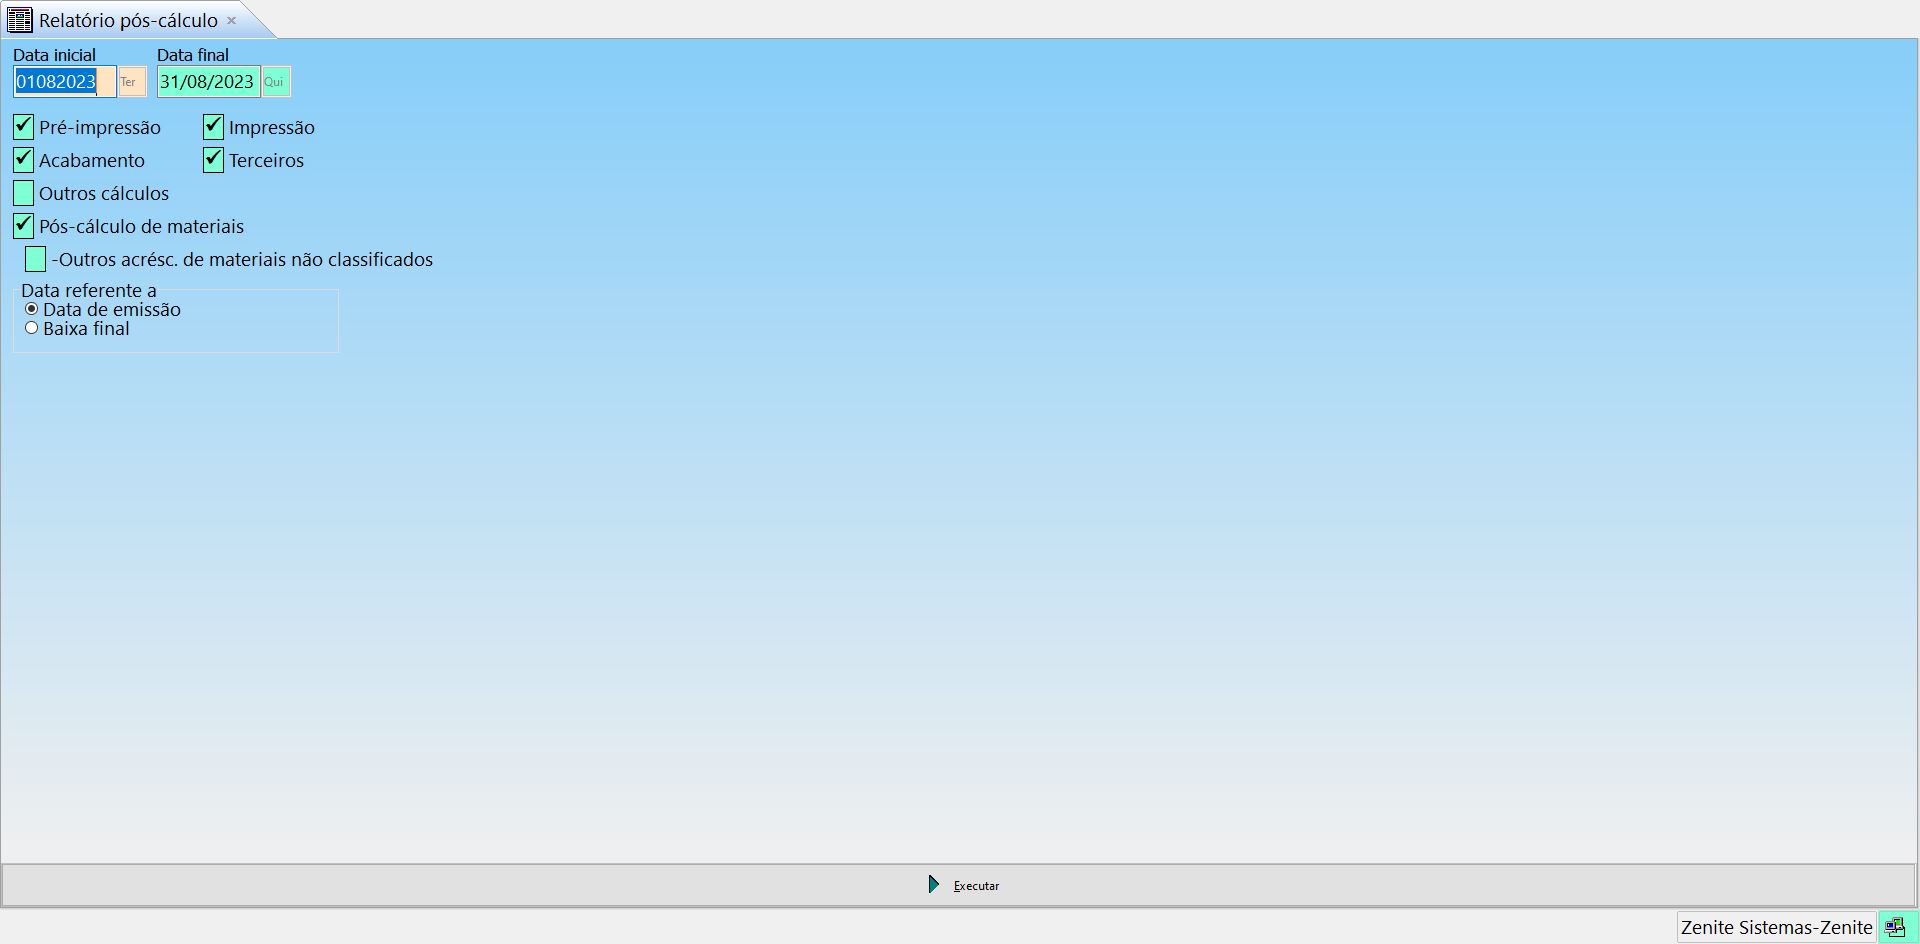 Relatório pós-cálculo
Data inicial Data final
01082023 Ter 31/08/2023 Qui
Pré-impressão Impressão
Acabamento Terceiros
Outros cálculos
Pós-cálculo de materiais
-Outros acrésc. de materiais não classificados
Data referente a
Data de emissão
Baixa final
Executar
Zenite Sistemas-Zenite